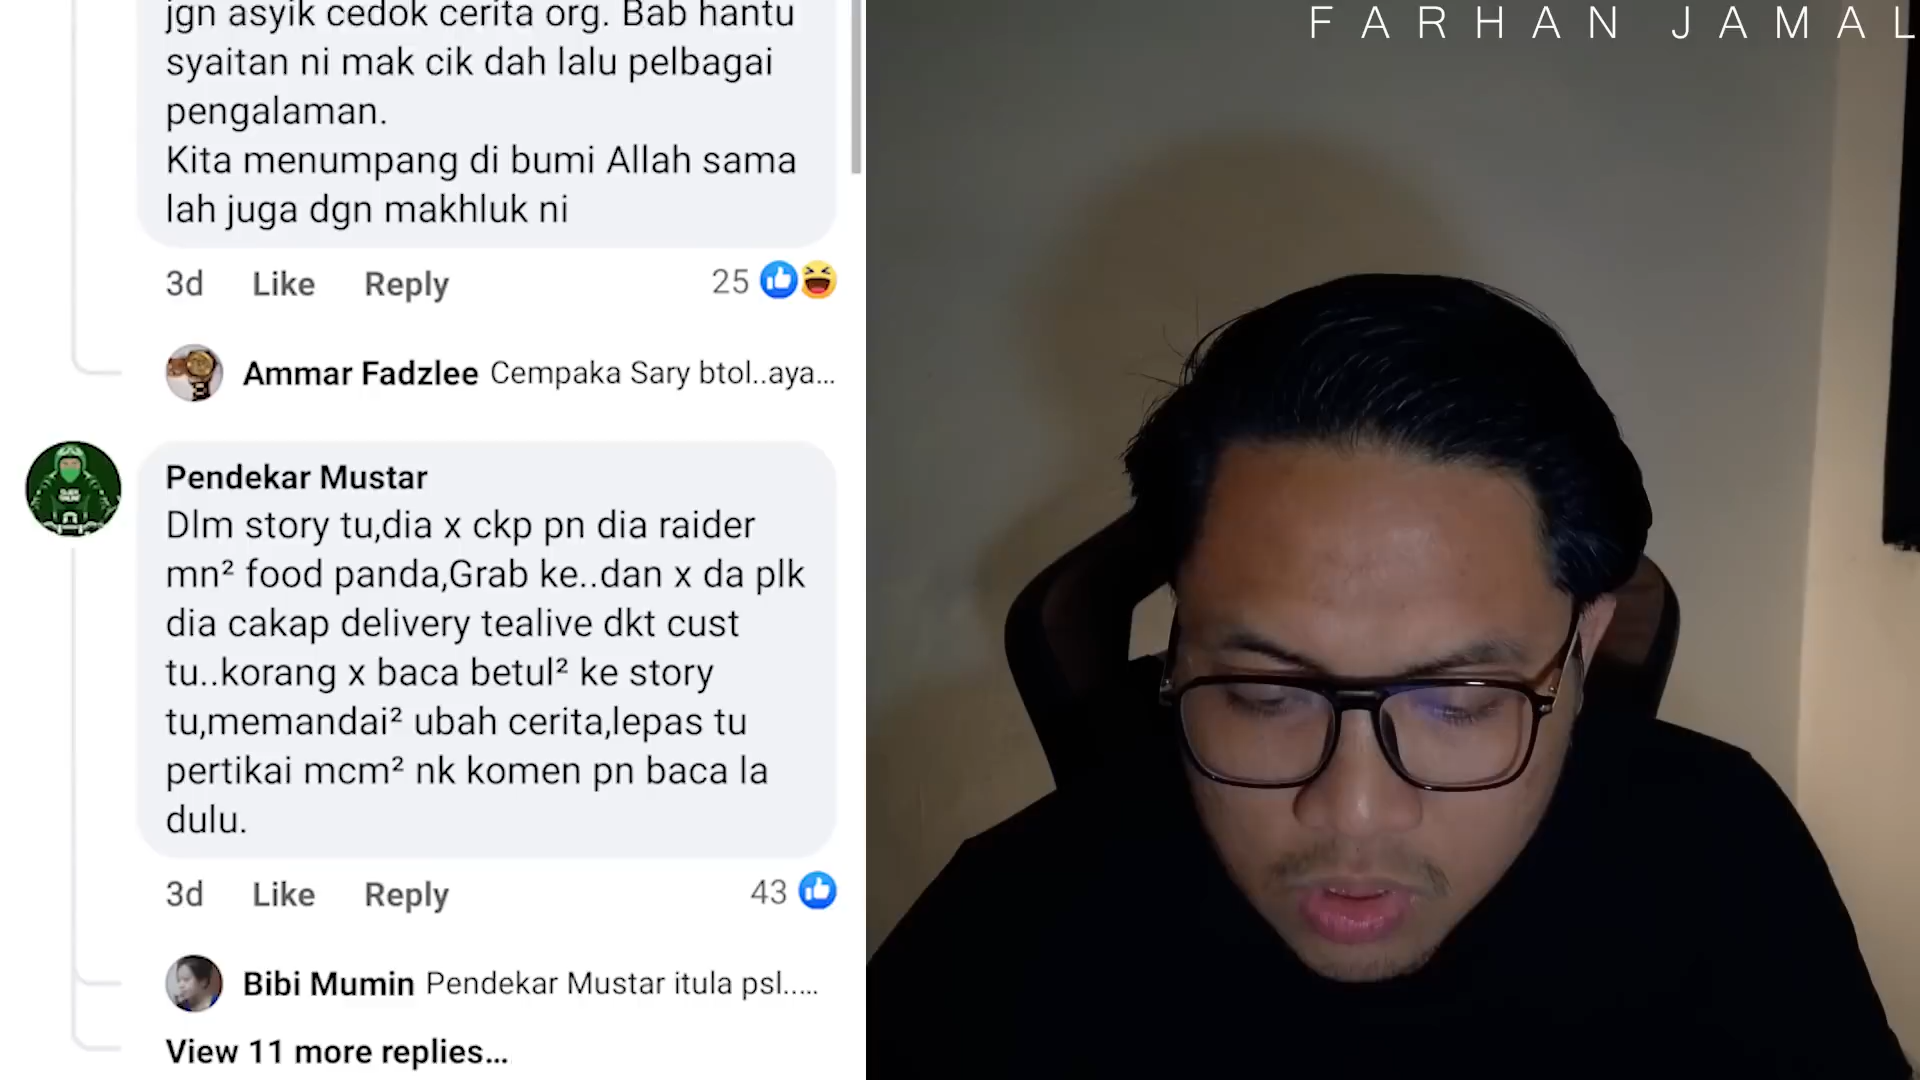 jgn asyik cedok cerita org. Bab hantu
syaitan ni mak cik dah lalu pelbagai
pengalaman.
Kita menumpang di bumi Allah sama
lah juga dgn makhluk ni
3d Like Reply 25
Ammar Fadzlee Cempaka Sary btol..aya...
Pendekar Mustar
Dlm story tu,dia x ckp pn dia raider
mn² food panda,Grab ke..dan x da plk
dia cakap delivery tealive dkt cust
tu..korang x baca betul² ke story
tu,memandai² ubah cerita,lepas tu
pertikai mcm² nk komen pn baca la
dulu.
3d Like Reply 43
Bibi Mumin Pendekar Mustar itula psl.....
View 11 more replies...
FARHAN JAMAL